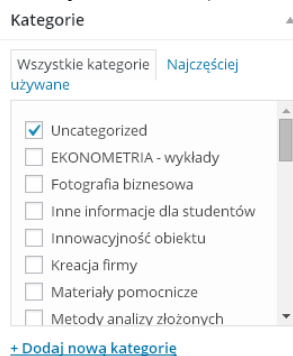 Kategorie
Wszystkie kategorie Najczęściej
używane
Uncategorized
EKONOMETRIA - wykłady
Fotografia biznesowa
Inne informacje dla studentów
Innowacyjność obiektu
Kreacja firmy
Materiały pomocnicze
Metody analizy złożonych
+ Dodaj nową kategorię